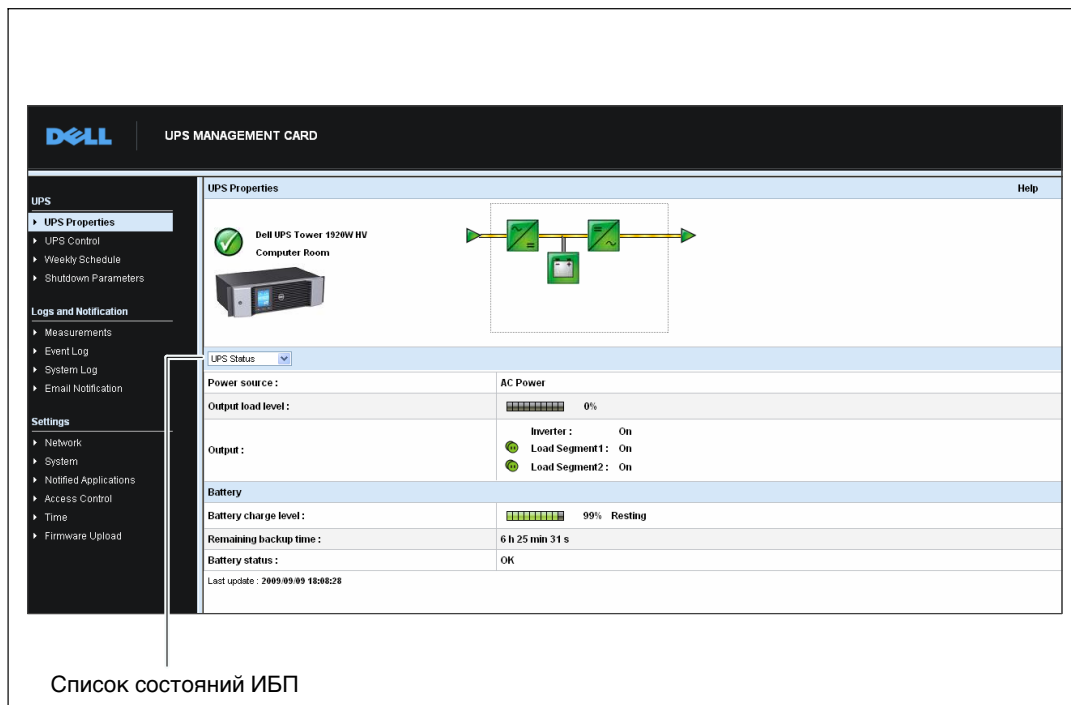 DELL UPS MANAGEMENT CARD
UPS
UPS Properties
UPS Control
Weekly Schedule
Shutdown Parameters
Logs and Notification
Measurements
Event Log
System Log
Email Notification
Settings
Network
System
Notified Applications
Access Control
Time
Firmware Upload
UPS Properties Help
Dell UPS Tower 1920W HV
Computer Room
UPS Status
Power source : AC Power
Output load level : 0%
Output :
Inverter : On
Load Segment1 : On
Load Segment2 : On
Battery
Battery charge level : 99% Resting
Remaining backup time : 6 h 25 min 31 s
Battery status : OK
Last update : 2009/09/09 18:08:28
Список состояний ИБП